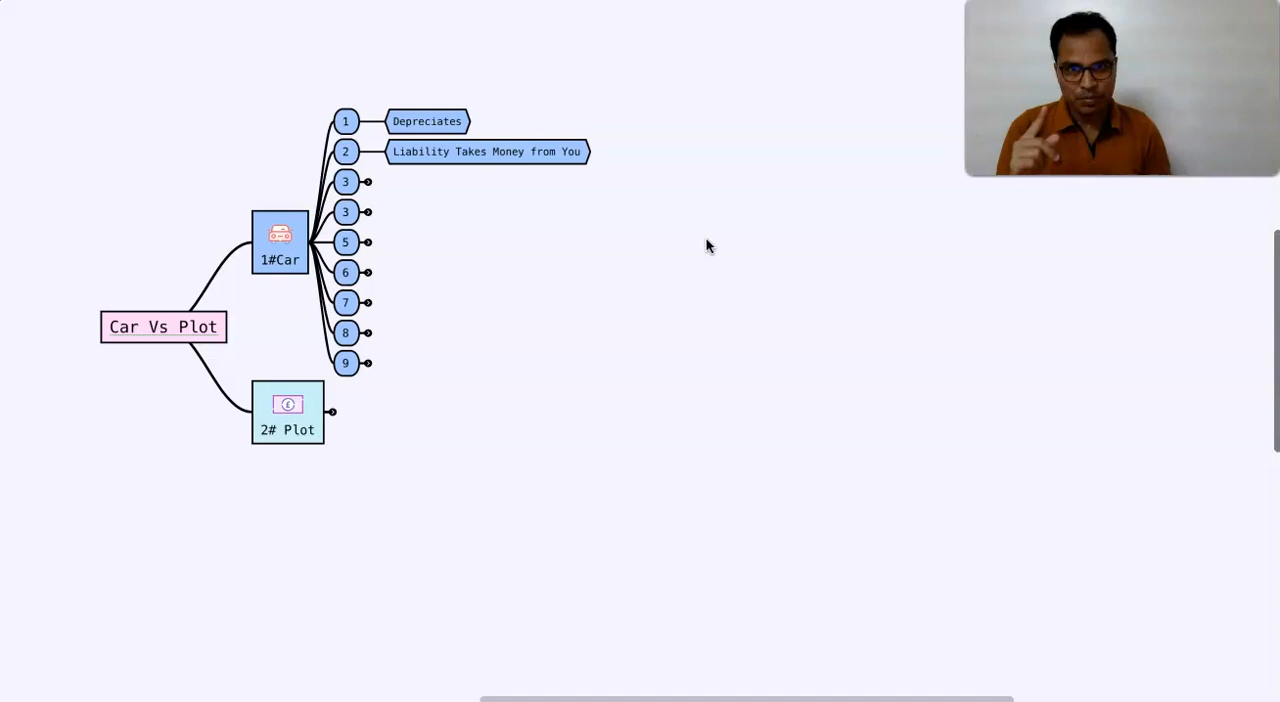 1
Depreciates
2
Liability Takes Money from You
3
3
5
1#Car
6
7
Car Vs Plot
8
9
£
2# Plot